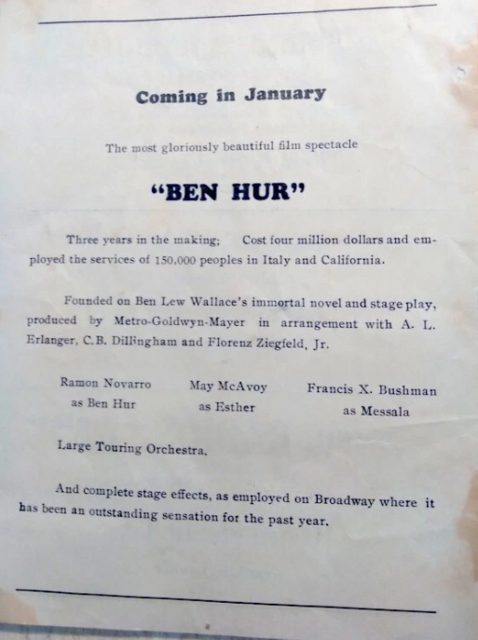 Coming in January
The most gloriously beautiful film spectacle
"BEN HUR"
Three years in the making; Cost four million dollars and em-
ployed the services of 150,000 peoples in Italy and California.
Founded on Ben Lew Wallace's immortal novel and stage play,
produced by Metro-Goldwyn-Mayer in arrangement with A. L.
Erlanger, C.B. Dillingham and Florenz Ziegfeld, Jr.
Ramon Novarro May McAvoy Francis X. Bushman
as Ben Hur as Esther as Messala
Large Touring Orchestra.
And complete stage effects, as employed on Broadway where it
has been an outstanding sensation for the past year.